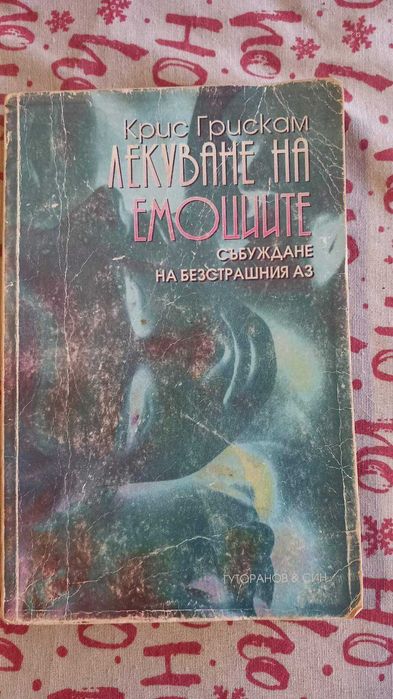 Крис Грискам
ЛЕКУВАНЕ НА
ЕМОЦИИТЕ
СЪБУЖДАНЕ
НА БЕЗСТРАШНИЯ АЗ
ГУТОРАНОВ & СИН